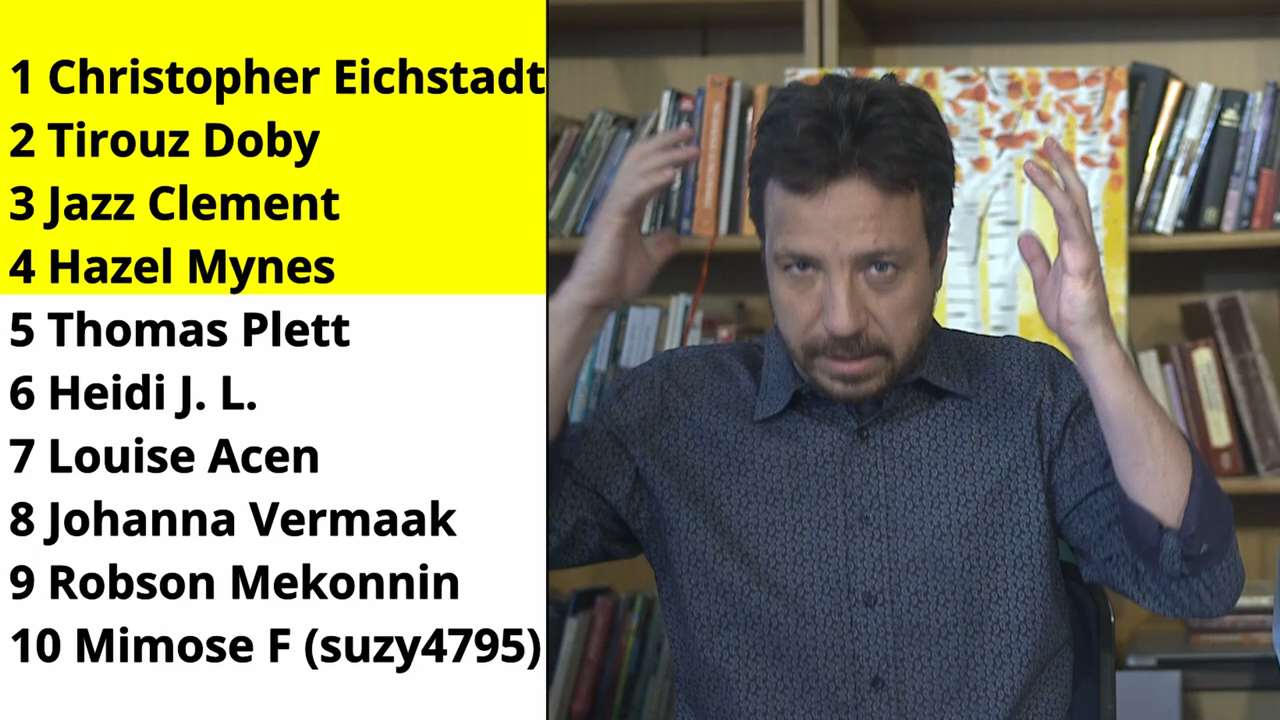 1 Christopher Eichstadt
2 Tirouz Doby
3 Jazz Clement
4 Hazel Mynes
5 Thomas Plett
6 Heidi J. L.
7 Louise Acen
8 Johanna Vermaak
9 Robson Mekonnin
10 Mimose F (suzy4795)